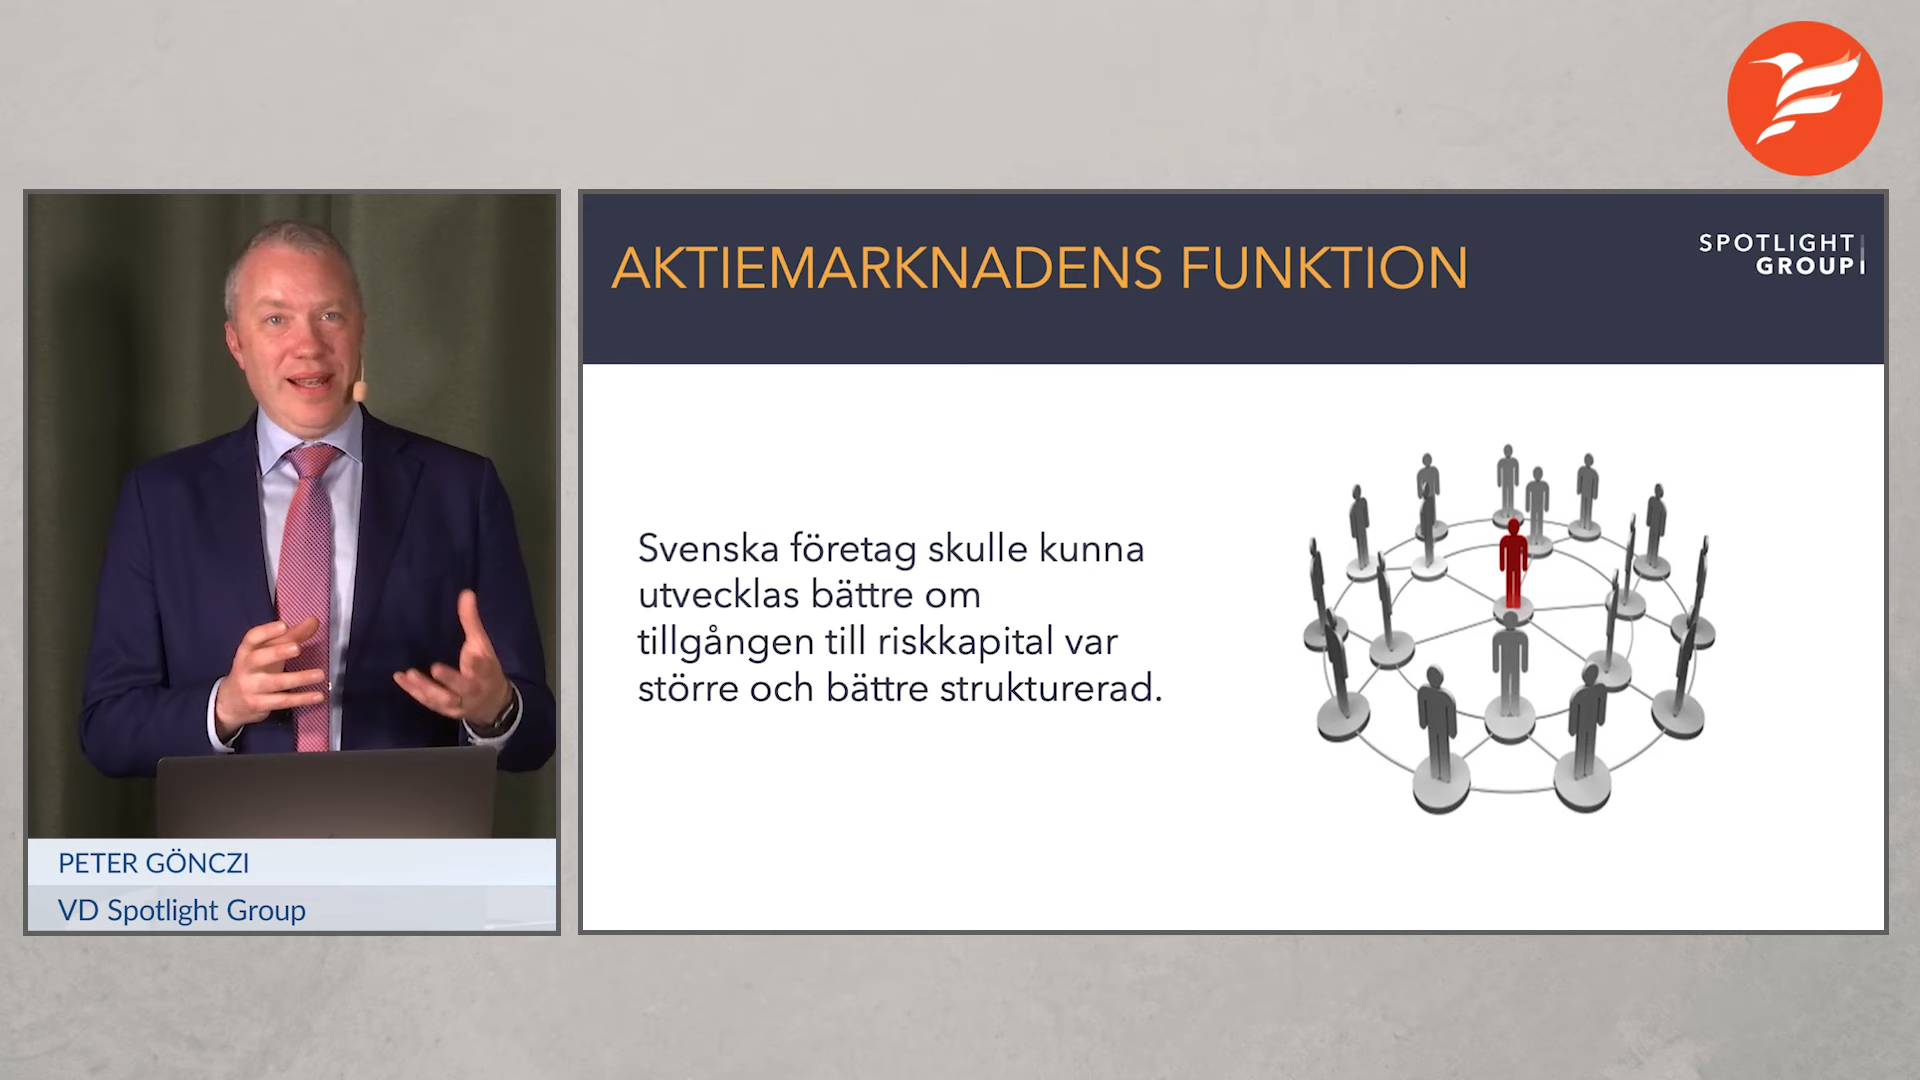 AKTIEMARKNADENS FUNKTION
SPOTLIGHT
GROUP
Svenska företag skulle kunna
utvecklas bättre om
tillgången till riskkapital var
större och bättre strukturerad.
PETER GÖNCZI
VD Spotlight Group